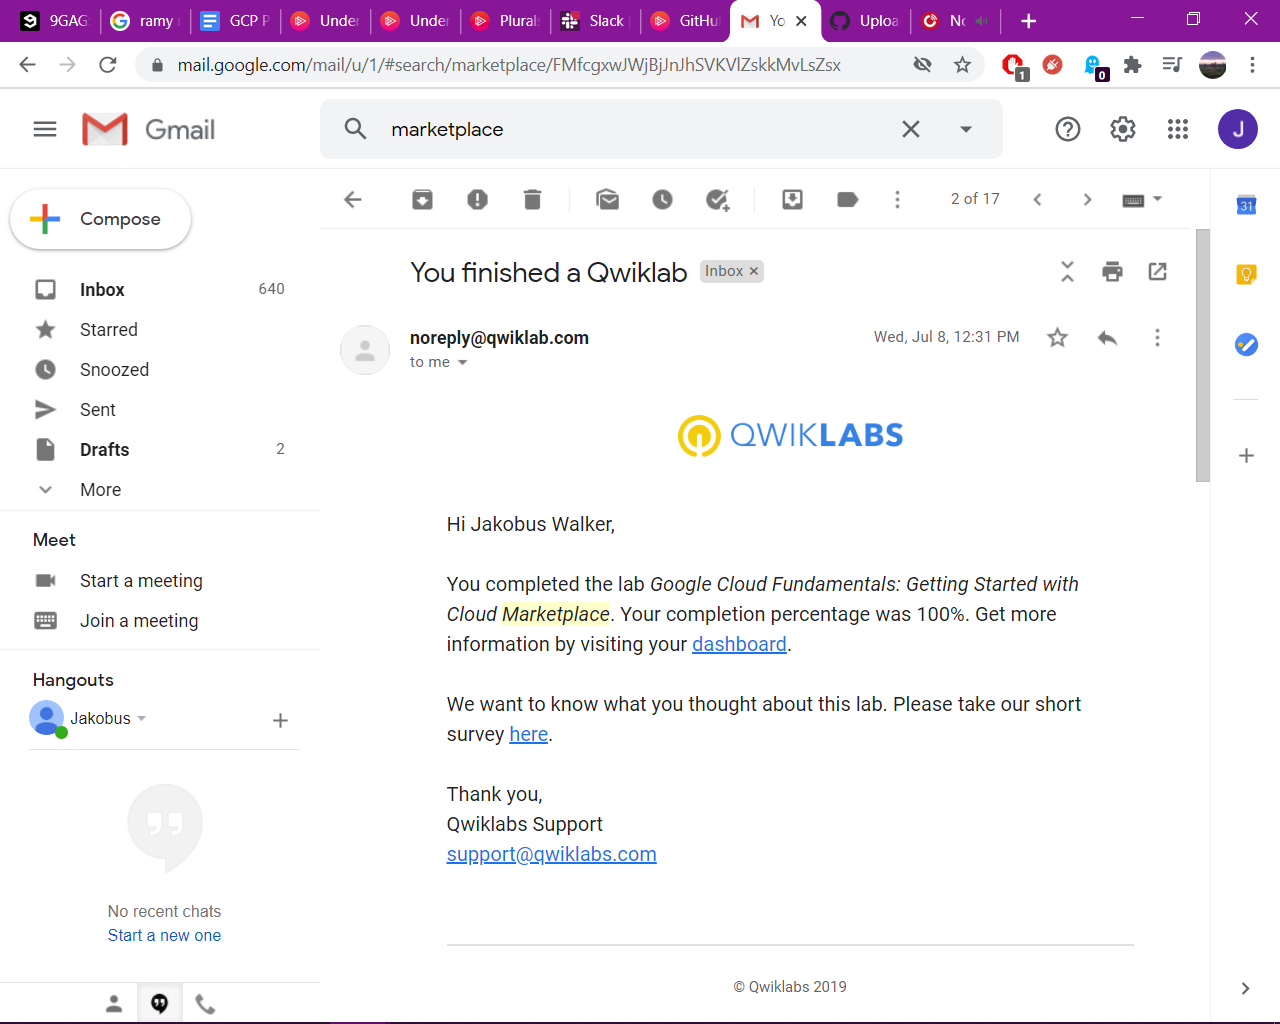 9GAG
ramy
GCP P
Under
Under
Plurals
Slack
GitHu
Yo
Uploa
No
mail.google.com/mail/u/1/#search/marketplace/FMfcgxwJWjBjJnJhSVKVlZskkMvLsZsx
1
0
Gmail
marketplace
J
Compose
2 of 17
31
You finished a Qwiklab
Inbox ×
Inbox 640
Starred
Snoozed
Sent
Drafts 2
More
noreply@qwiklab.com
Wed, Jul 8, 12:31 PM
to me
QWIKLABS
Hi Jakobus Walker,
You completed the lab Google Cloud Fundamentals: Getting Started with
Cloud Marketplace. Your completion percentage was 100%. Get more
information by visiting your dashboard.
We want to know what you thought about this lab. Please take our short
survey here.
Thank you,
Qwiklabs Support
support@qwiklabs.com
© Qwiklabs 2019
Meet
Start a meeting
Join a meeting
Hangouts
Jakobus
No recent chats
Start a new one